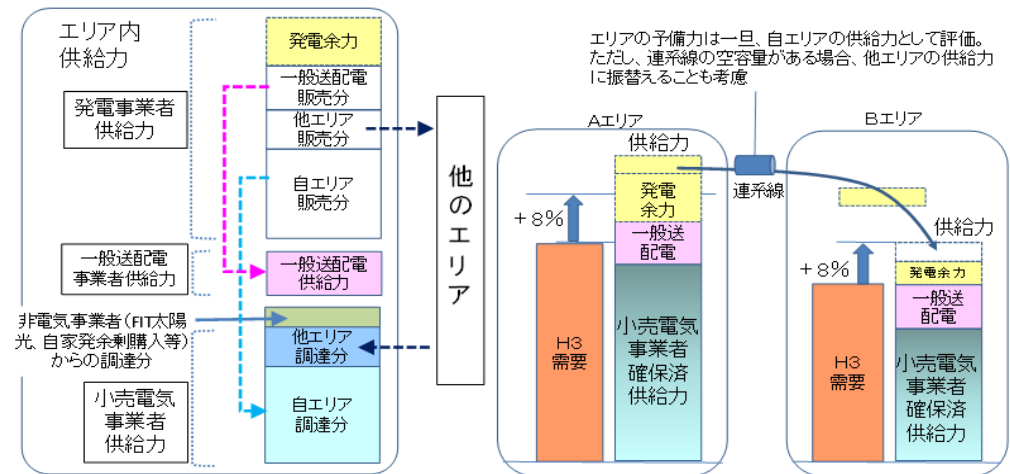 エリア内
供給力
発電事業者
供給力
一般送配電
事業者供給力
非電気事業者(FIT太陽
光、自家発余剰購入等)
からの調達分
小売電気
事業者
供給力
発電余力
一般送配電
販売分
他エリア
販売分
自エリア
販売分
一般送配電
供給力
他エリア
調達分
自エリア
調達分
他のエリア
エリアの予備力は一旦、自エリアの供給力として評価。
ただし、連系線の空容量がある場合、他エリアの供給力
に振替えることも考慮
Aエリア
供給力
+8%
発電
余力
一般送
配電
H3
需要
小売電気
事業者
確保済
供給力
連系線
Bエリア
供給力
+8%
発電余力
一般送
配電
H3
需要
小売電気
事業者
確保済
供給力